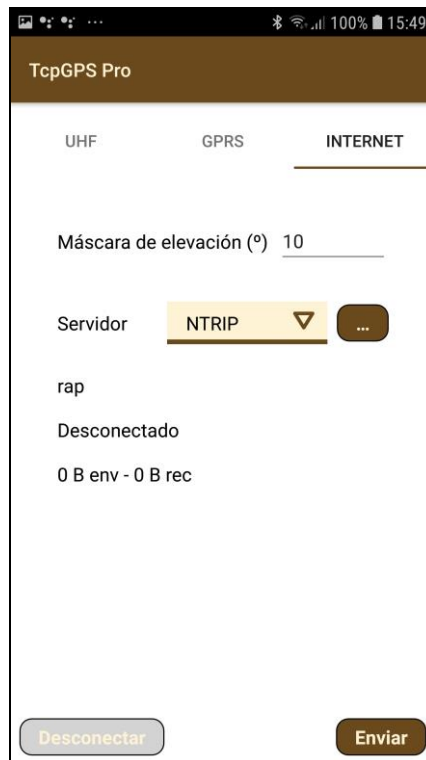 100% 15:49
TcpGPS Pro
UHF GPRS INTERNET
Máscara de elevación (º) 10
Servidor NTRIP ...
rap
Desconectado
0 B env - 0 B rec
Desconectar Enviar